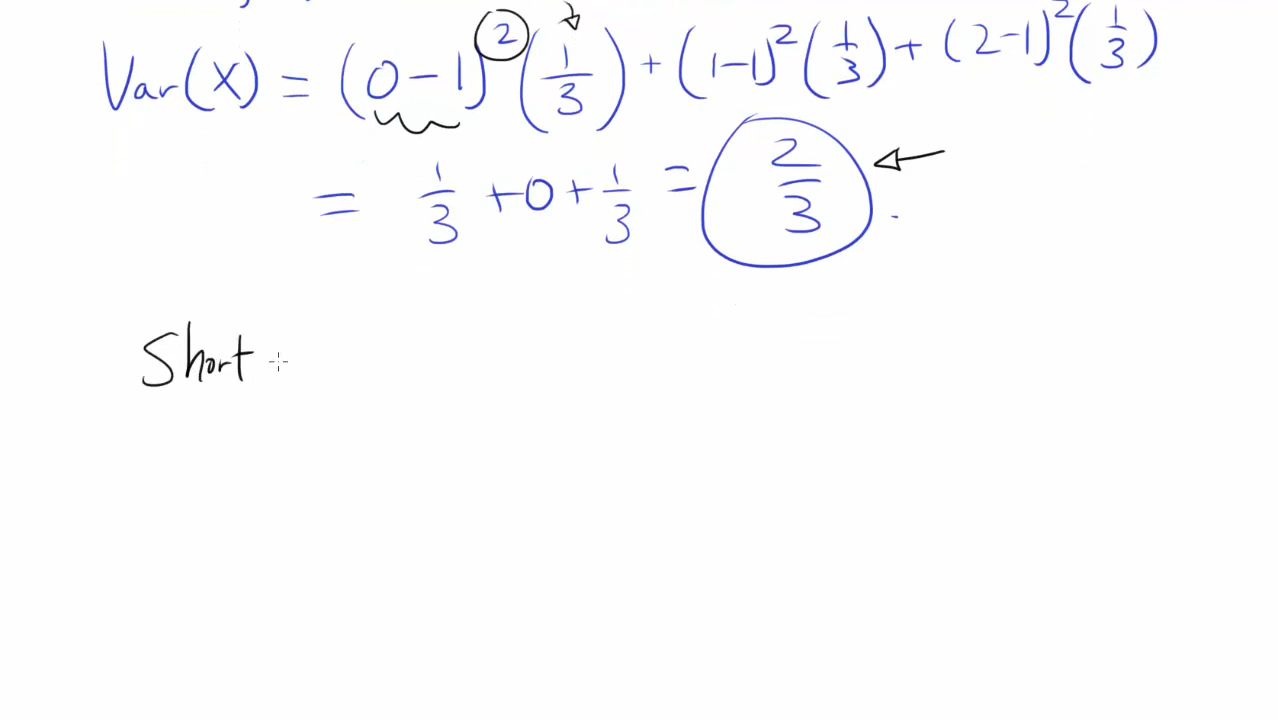 Var(X) = (0-1)²(1/3) + (1-1)²(1/3) + (2-1)²(1/3)
= 1/3 +0+ 1/3 = 2/3.
Short